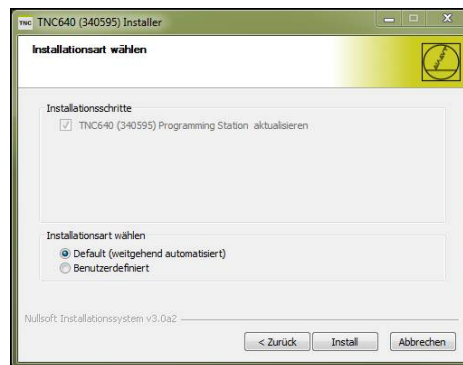 TNC TNC640 (340595) Installer
Installationsart wählen
Installationsschritte
TNC640 (340595) Programming Station aktualisieren
Installationsart wählen
Default (weitgehend automatisiert)
Benutzerdefiniert
Nullsoft Installationssystem v3.0a2
< Zurück Install Abbrechen